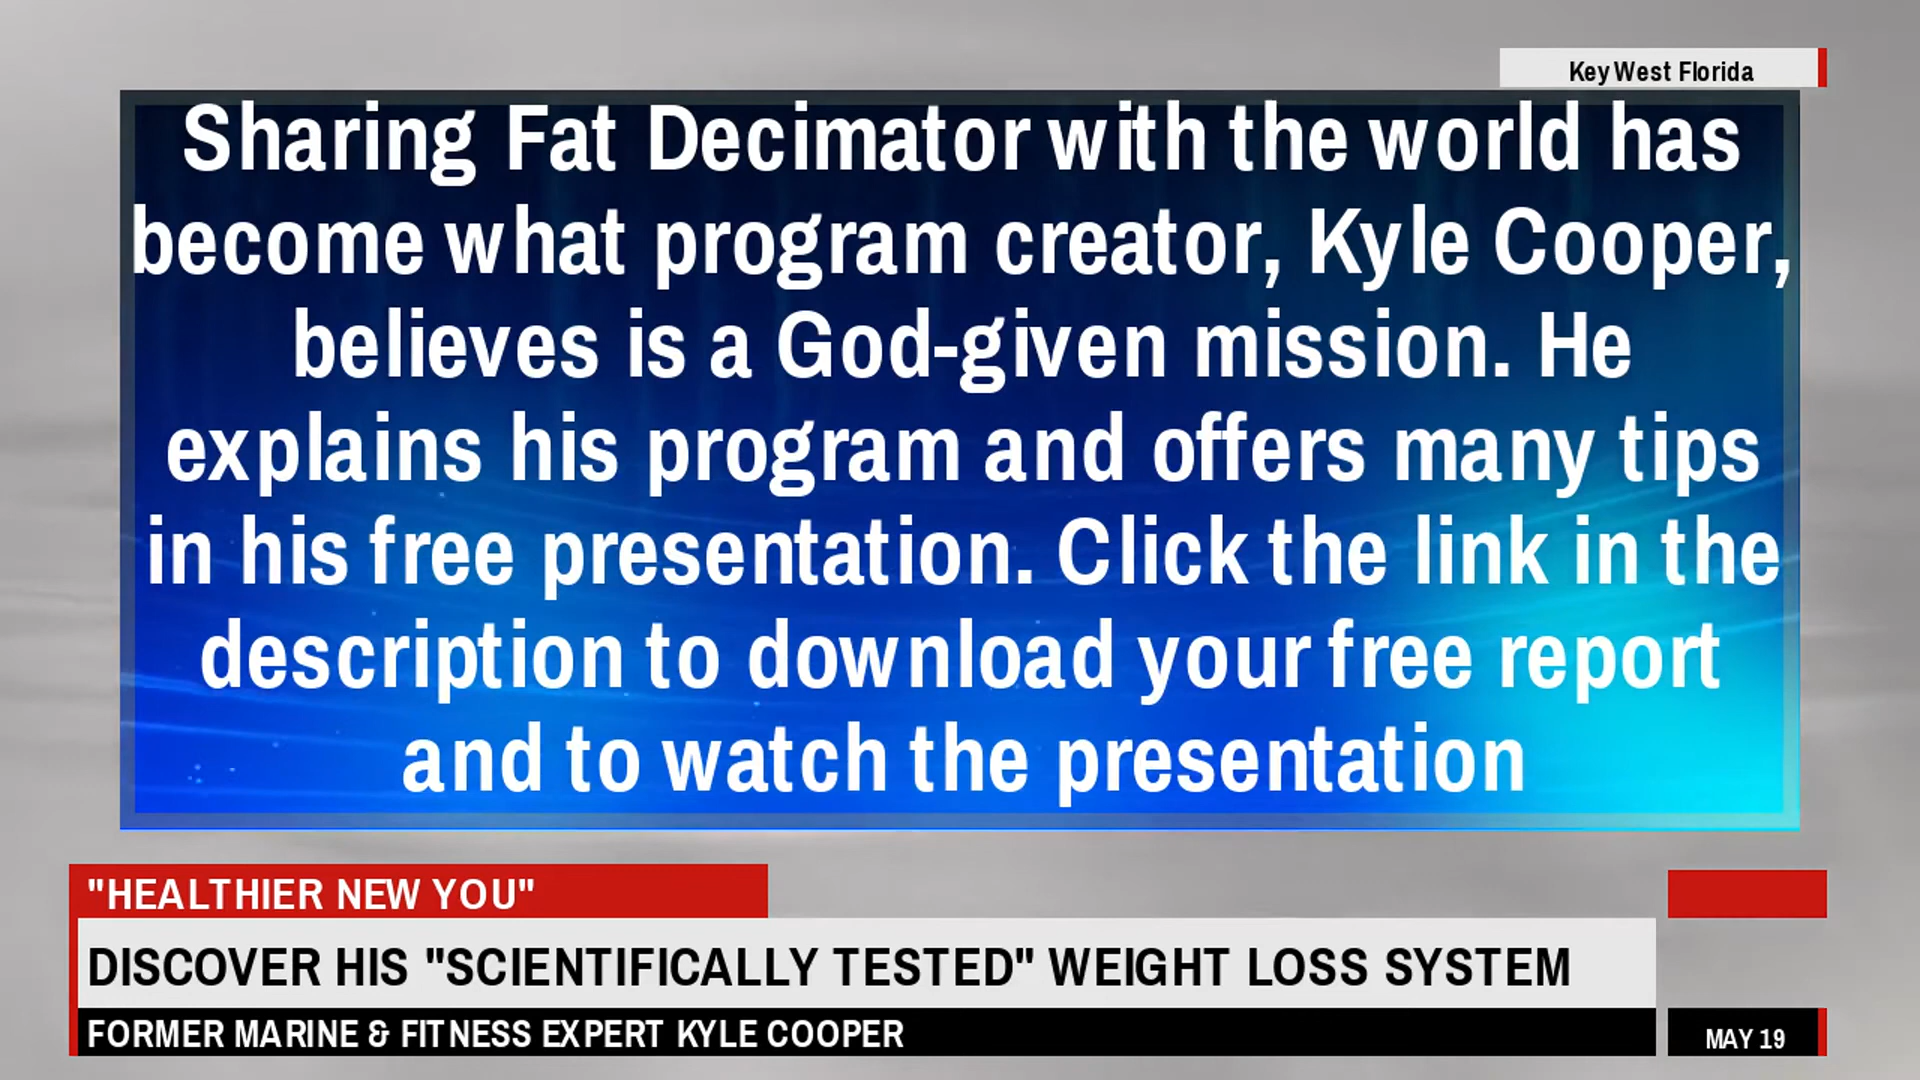 Key West Florida
Sharing Fat Decimator with the world has
become what program creator, Kyle Cooper,
believes is a God-given mission. He
explains his program and offers many tips
in his free presentation. Click the link in the
description to download your free report
and to watch the presentation
"HEALTHIER NEW YOU"
DISCOVER HIS "SCIENTIFICALLY TESTED" WEIGHT LOSS SYSTEM
FORMER MARINE & FITNESS EXPERT KYLE COOPER
MAY 19